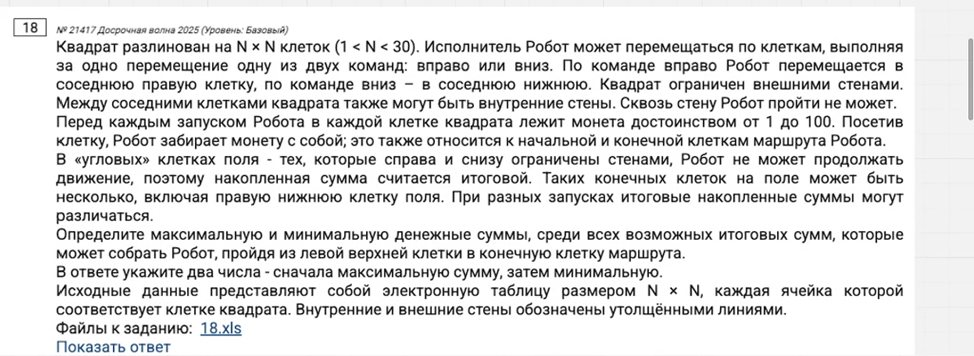 18
№ 21417 Досрочная волна 2025 (Уровень: Базовый)
Квадрат разлинован на N × N клеток (1 < N < 30). Исполнитель Робот может перемещаться по клеткам, выполняя
за одно перемещение одну из двух команд: вправо или вниз. По команде вправо Робот перемещается в
соседнюю правую клетку, по команде вниз – в соседнюю нижнюю. Квадрат ограничен внешними стенами.
Между соседними клетками квадрата также могут быть внутренние стены. Сквозь стену Робот пройти не может.
Перед каждым запуском Робота в каждой клетке квадрата лежит монета достоинством от 1 до 100. Посетив
клетку, Робот забирает монету с собой; это также относится к начальной и конечной клеткам маршрута Робота.
В «угловых» клетках поля - тех, которые справа и снизу ограничены стенами, Робот не может продолжать
движение, поэтому накопленная сумма считается итоговой. Таких конечных клеток на поле может быть
несколько, включая правую нижнюю клетку поля. При разных запусках итоговые накопленные суммы могут
различаться.
Определите максимальную и минимальную денежные суммы, среди всех возможных итоговых сумм, которые
может собрать Робот, пройдя из левой верхней клетки в конечную клетку маршрута.
В ответе укажите два числа - сначала максимальную сумму, затем минимальную.
Исходные данные представляют собой электронную таблицу размером N × N, каждая ячейка которой
соответствует клетке квадрата. Внутренние и внешние стены обозначены утолщёнными линиями.
Файлы к заданию: 18.xls
Показать ответ